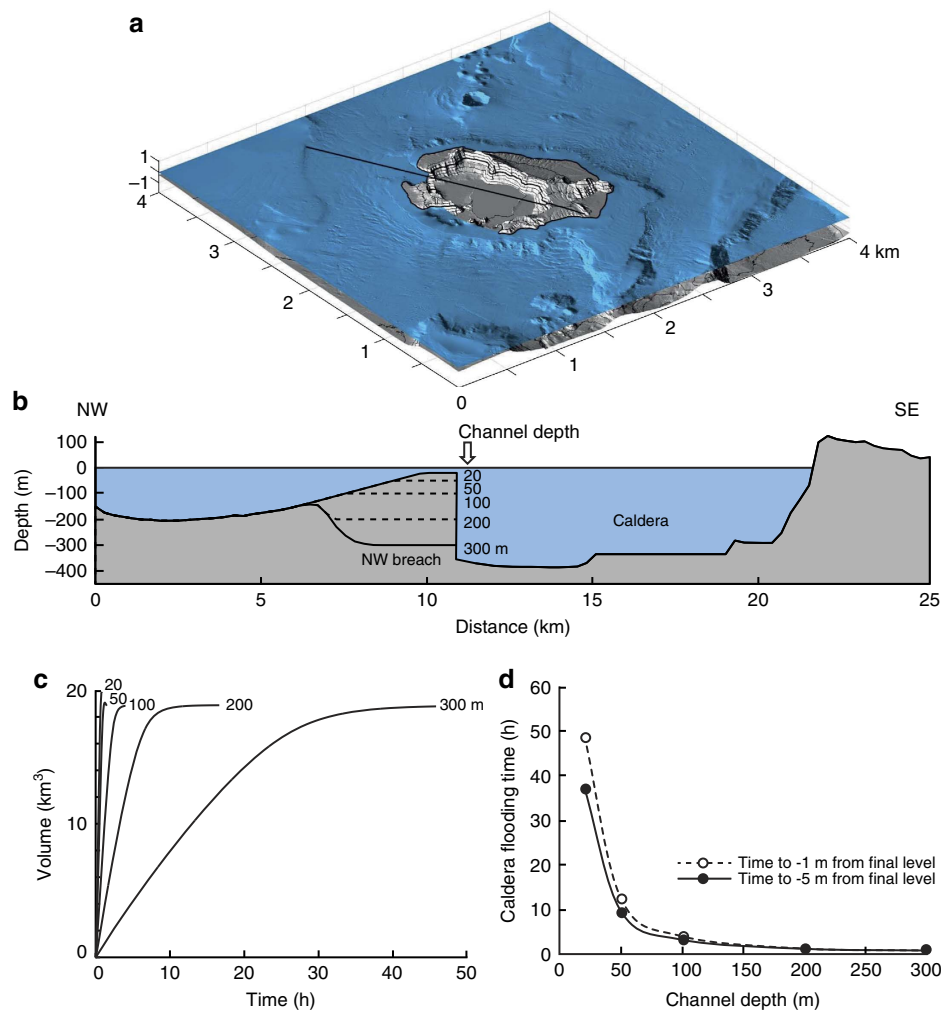 a
1
−1
4
3
2
1
0
1
2
3
4 km
b
NW
SE
Channel depth
100
0
−100
−200
−300
−400
Depth (m)
20
50
100
200
300 m
NW breach
Caldera
0
5
10
15
20
25
Distance (km)
c
20
10
0
Volume (km³)
20
50
100
200
300 m
0
10
20
30
40
50
Time (h)
d
60
50
40
30
20
10
0
Caldera flooding time (h)
Time to -1 m from final level
Time to -5 m from final level
0
50
100
150
200
250
300
Channel depth (m)